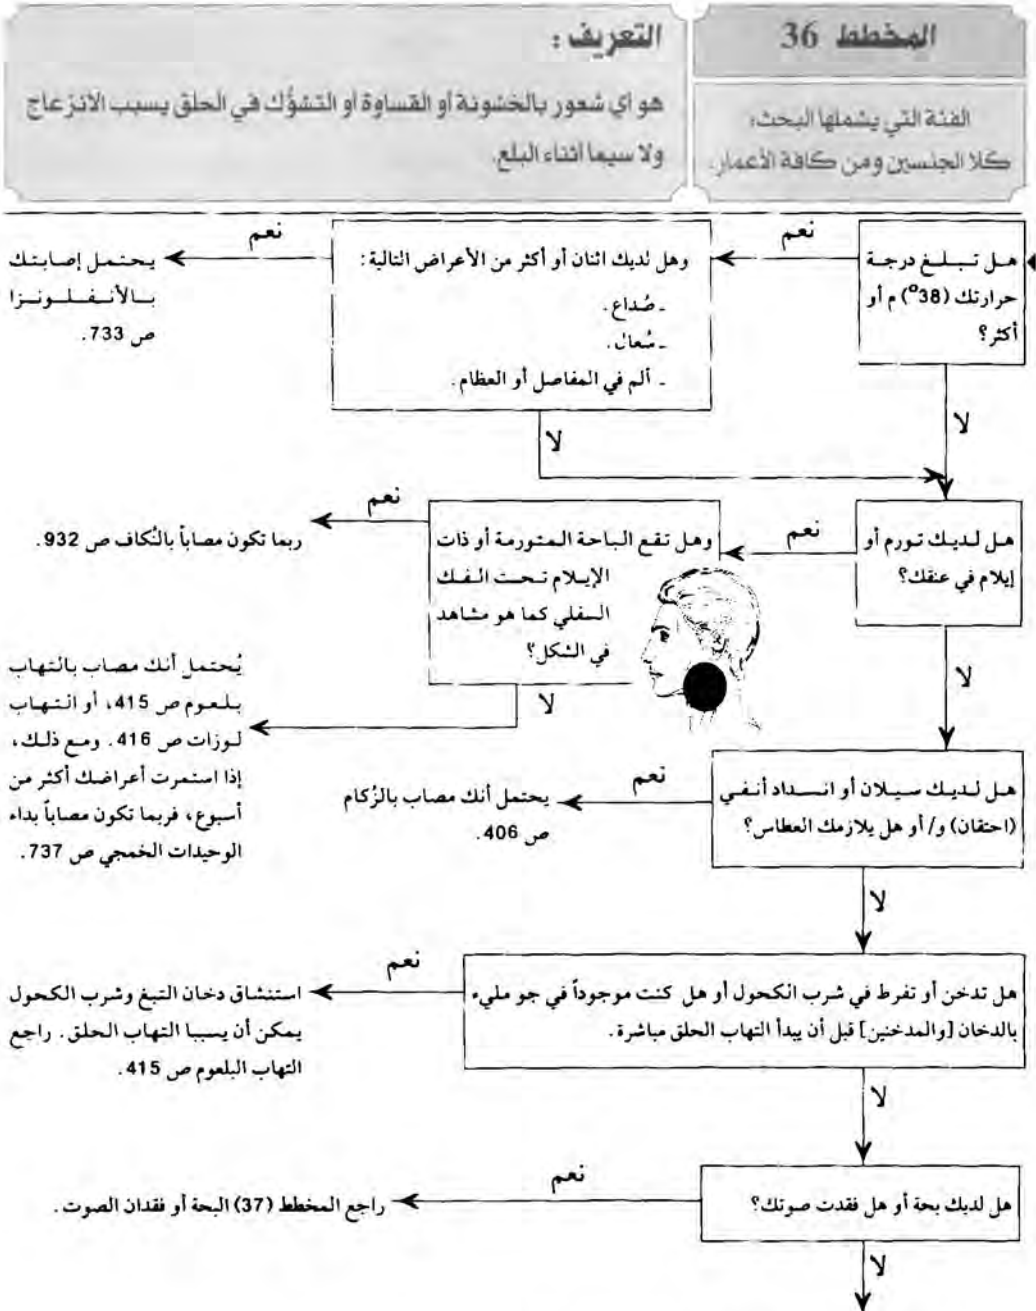 المخطط 36
الفئة التي يشملها البحث:
كلا الجنسين ومن كافة الأعمار.
التعريف:
هو أي شعور بالخشونة أو القساوة أو التشوُّك في الحلق يسبب الانزعاج
ولا سيما أثناء البلع.
هل تبلغ درجة
حرارتك (38°) م أو
أكثر؟
نعم
وهل لديك اثنان أو أكثر من الأعراض التالية:
- صُداع.
- سُعال.
- ألم في المفاصل أو العظام.
نعم
يحتمل إصابتك
بالأنفلونزا
ص 733.
لا
لا
هل لديك تورم أو
إيلام في عنقك؟
نعم
وهل تقع الباحة المتورمة أو ذات
الإيلام تحت الفك
السفلي كما هو مشاهد
في الشكل؟
نعم
ربما تكون مصاباً بالنُكاف ص 932.
لا
يُحتمل أنك مصاب بالتهاب
بلعوم ص 415، أو التهاب
لوزات ص 416. ومع ذلك،
إذا استمرت أعراضك أكثر من
أسبوع، فربما تكون مصاباً بداء
الوحيدات الخمجي ص 737.
لا
هل لديك سيلان أو انسداد أنفي
(احتقان) و/ أو هل يلازمك العطاس؟
نعم
يحتمل أنك مصاب بالزُكام
ص 406.
لا
هل تدخن أو تفرط في شرب الكحول أو هل كنت موجوداً في جو مليء
بالدخان [والمدخنين] قبل أن يبدأ التهاب الحلق مباشرة.
نعم
استنشاق دخان التبغ وشرب الكحول
يمكن أن يسببا التهاب الحلق. راجع
التهاب البلعوم ص 415.
لا
هل لديك بحة أو هل فقدت صوتك؟
نعم
راجع المخطط (37) البحة أو فقدان الصوت.
لا